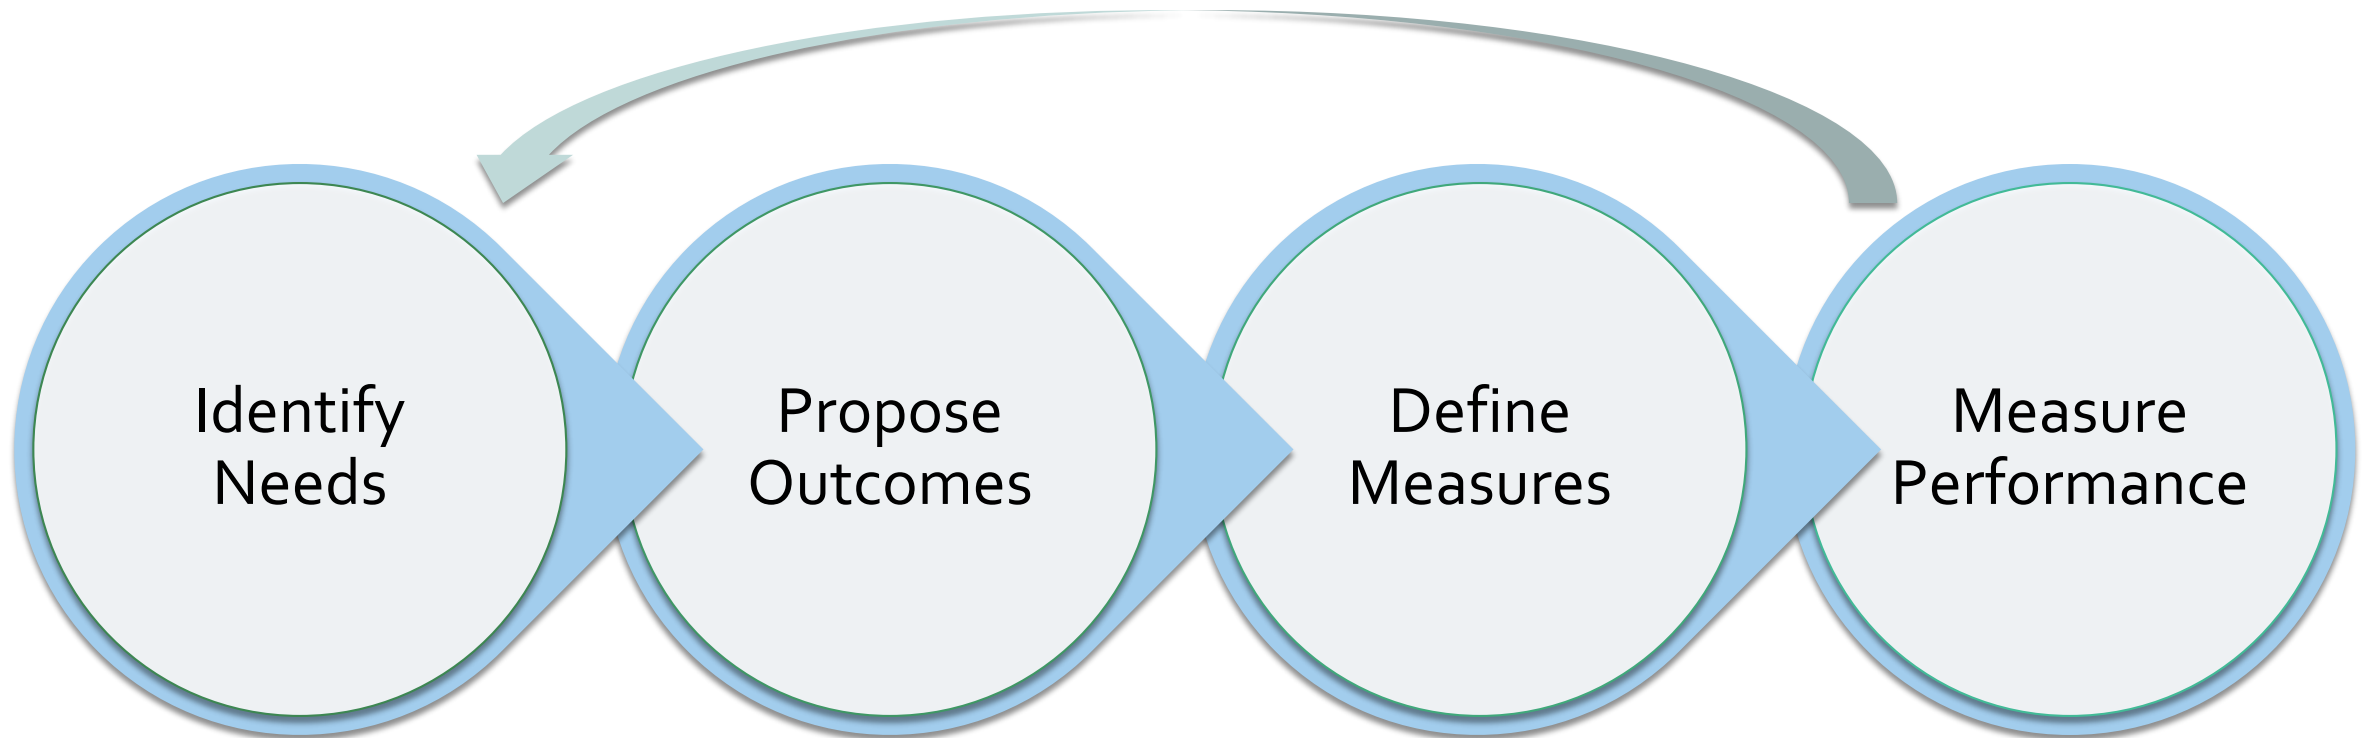 Identify
Needs
Propose
Outcomes
Define
Measures
Measure
Performance